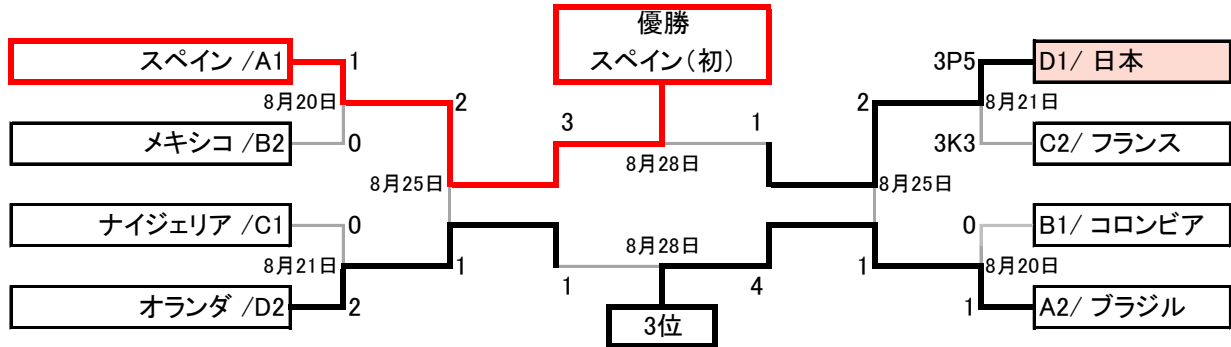 優勝
スペイン(初)
スペイン /A1
1
3P5
D1/ 日本
8月20日
2
2
8月21日
メキシコ /B2
0
3
1
3K3
C2/ フランス
8月28日
8月25日
8月25日
ナイジェリア /C1
0
0
B1/ コロンビア
8月28日
8月21日
1
1
8月20日
オランダ /D2
2
1
4
1
A2/ ブラジル
3位